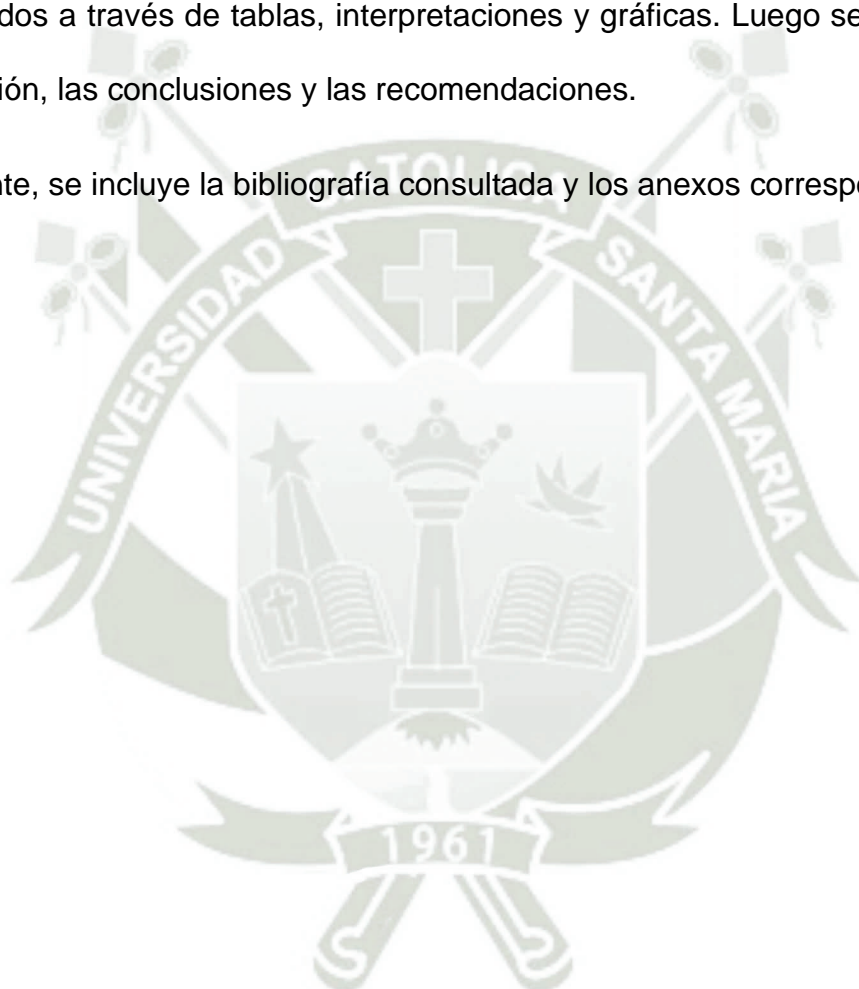 dos a través de tablas, interpretaciones y gráficas. Luego se
ión, las conclusiones y las recomendaciones.
nte, se incluye la bibliografía consultada y los anexos correspo
UNIVERSIDAD CATOLICA SANTA MARIA
1961